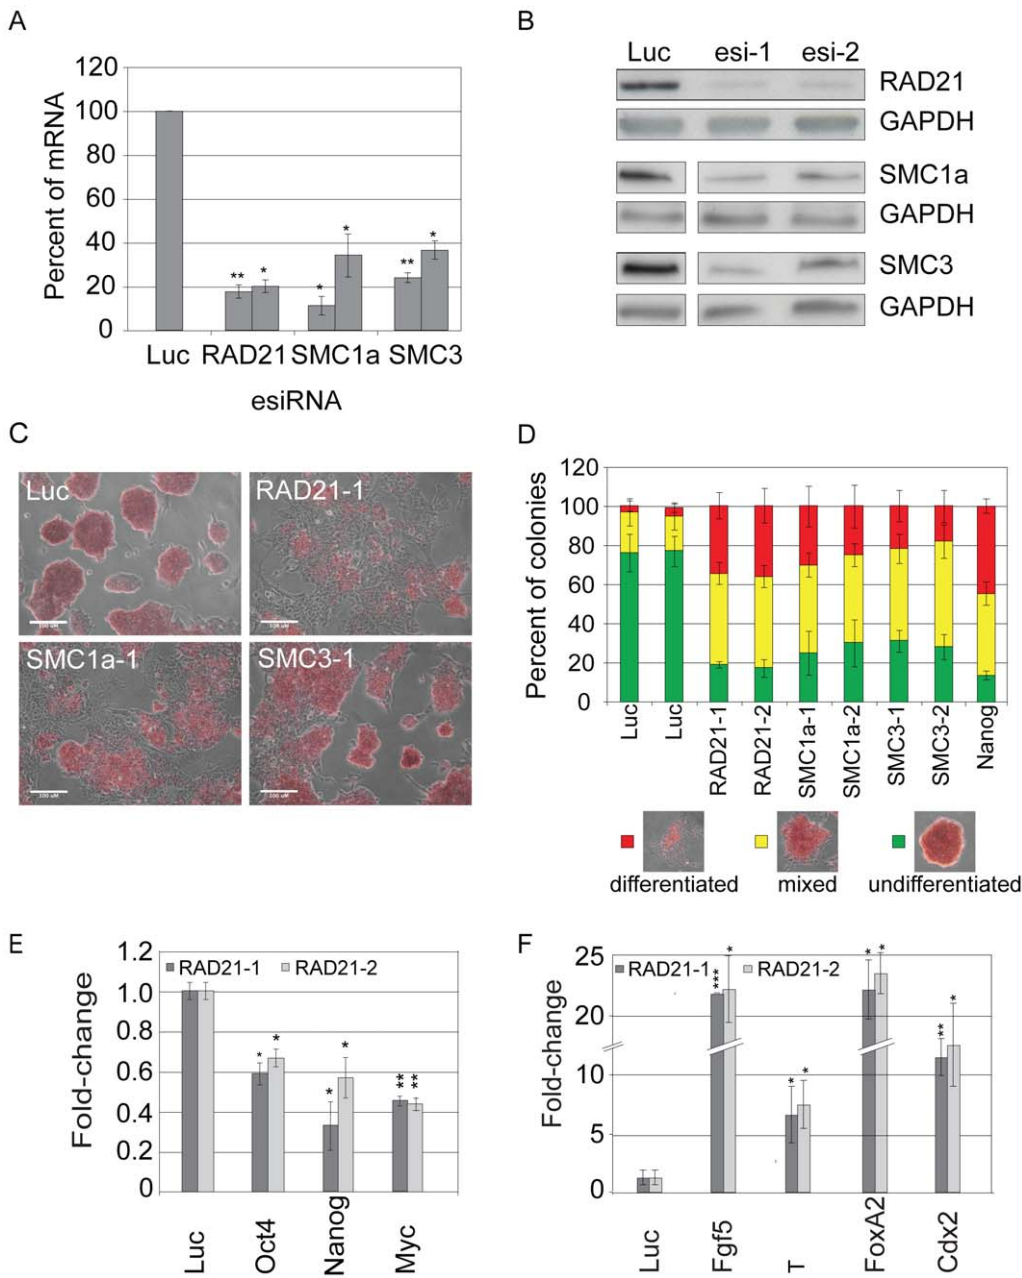 A
120
100
80
60
40
20
0
Percent of mRNA
**
*
*
*
**
*
Luc RAD21 SMC1a SMC3
esiRNA
B
Luc esi-1 esi-2
RAD21
GAPDH
SMC1a
GAPDH
SMC3
GAPDH
C
Luc
RAD21-1
SMC1a-1
SMC3-1
D
120
100
80
60
40
20
0
Percent of colonies
Luc
Luc
RAD21-1
RAD21-2
SMC1a-1
SMC1a-2
SMC3-1
SMC3-2
Nanog
differentiated
mixed
undifferentiated
E
1.2
1.0
0.8
0.6
0.4
0.2
0
Fold-change
RAD21-1 RAD21-2
*
*
*
*
**
**
Luc
Oct4
Nanog
Myc
F
25
20
10
5
0
Fold-change
RAD21-1 RAD21-2
***
*
*
*
*
*
**
*
Luc
Fgf5
T
FoxA2
Cdx2